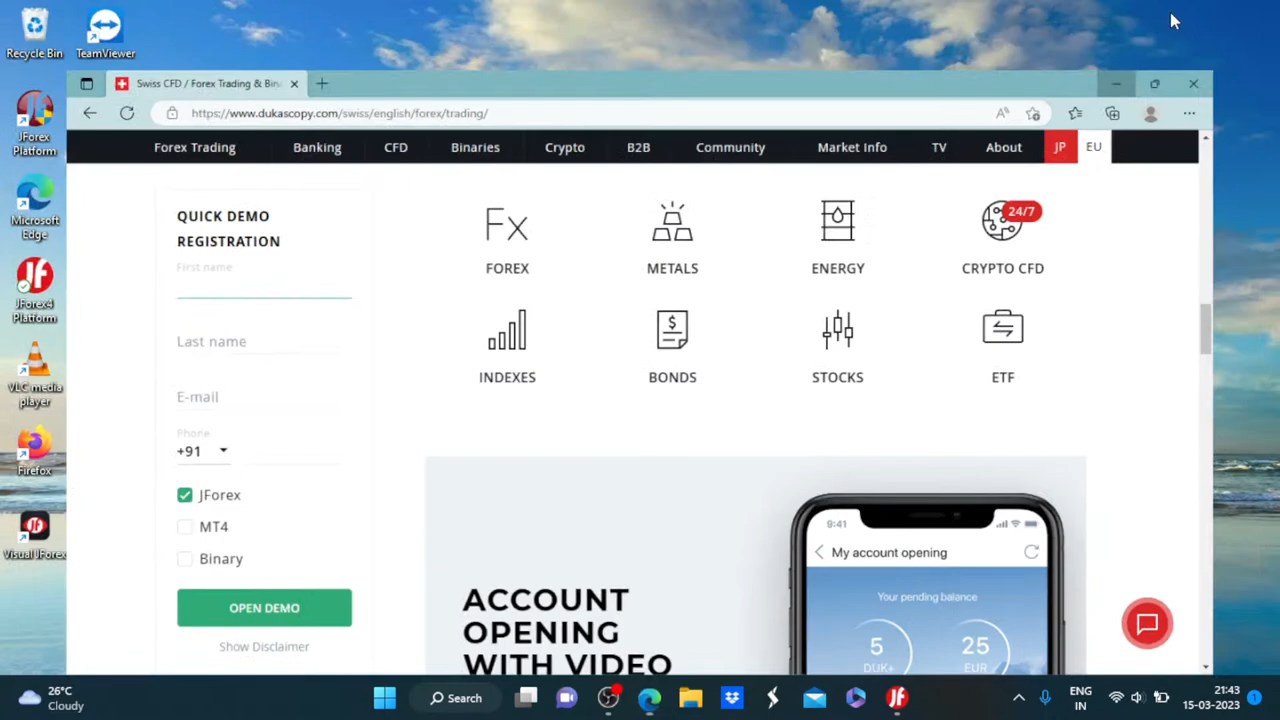 Recycle Bin
TeamViewer
JForex
Platform
Microsoft
Edge
JForex4
Platform
VLC media
player
Firefox
Visual JForex
Swiss CFD / Forex Trading & Bin
https://www.dukascopy.com/swiss/english/forex/trading/
Forex Trading
Banking
CFD
Binaries
Crypto
B2B
Community
Market Info
TV
About
JP
EU
QUICK DEMO
REGISTRATION
First name
Last name
E-mail
Phone
+91
JForex
MT4
Binary
OPEN DEMO
Show Disclaimer
Fx
FOREX
METALS
ENERGY
24/7
CRYPTO CFD
INDEXES
$
BONDS
STOCKS
ETF
ACCOUNT
OPENING
WITH VIDEO
9:41
My account opening
Your pending balance
5
DUK+
25
EUR
26°C
Cloudy
Search
ENG
IN
21:43
15-03-2023
1